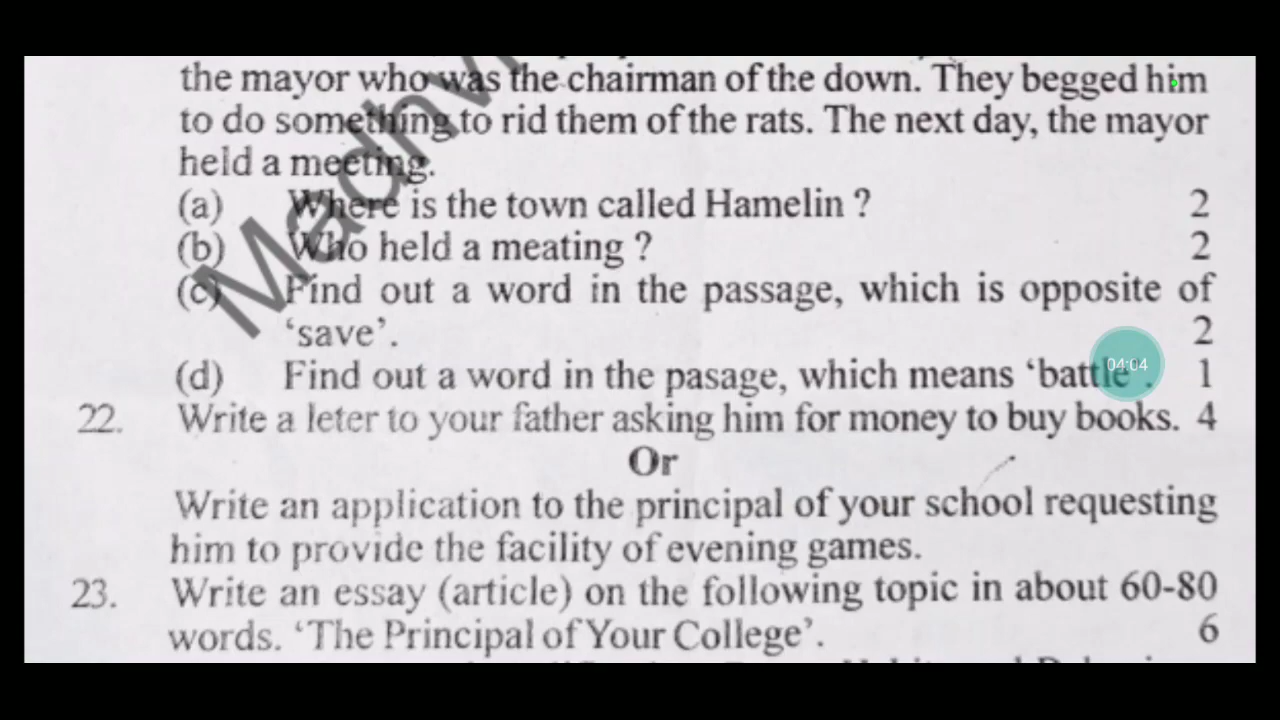 the mayor who was the chairman of the down. They begged him
to do something to rid them of the rats. The next day, the mayor
held a meeting.
(a) Where is the town called Hamelin ? 2
(b) Who held a meating ? 2
(c) Find out a word in the passage, which is opposite of
‘save’. 2
(d) Find out a word in the pasage, which means ‘battle’. 1
22. Write a leter to your father asking him for money to buy books. 4
Or
Write an application to the principal of your school requesting
him to provide the facility of evening games.
23. Write an essay (article) on the following topic in about 60-80
words. ‘The Principal of Your College’. 6
04:04